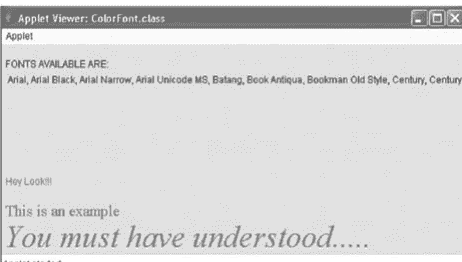 Applet Viewer: ColorFont.class
Applet
FONTS AVAILABLE ARE:
Arial, Arial Black, Arial Narrow, Arial Unicode MS, Batang, Book Antiqua, Bookman Old Style, Century, Century
Hey Look!!!
This is an example
You must have understood.....